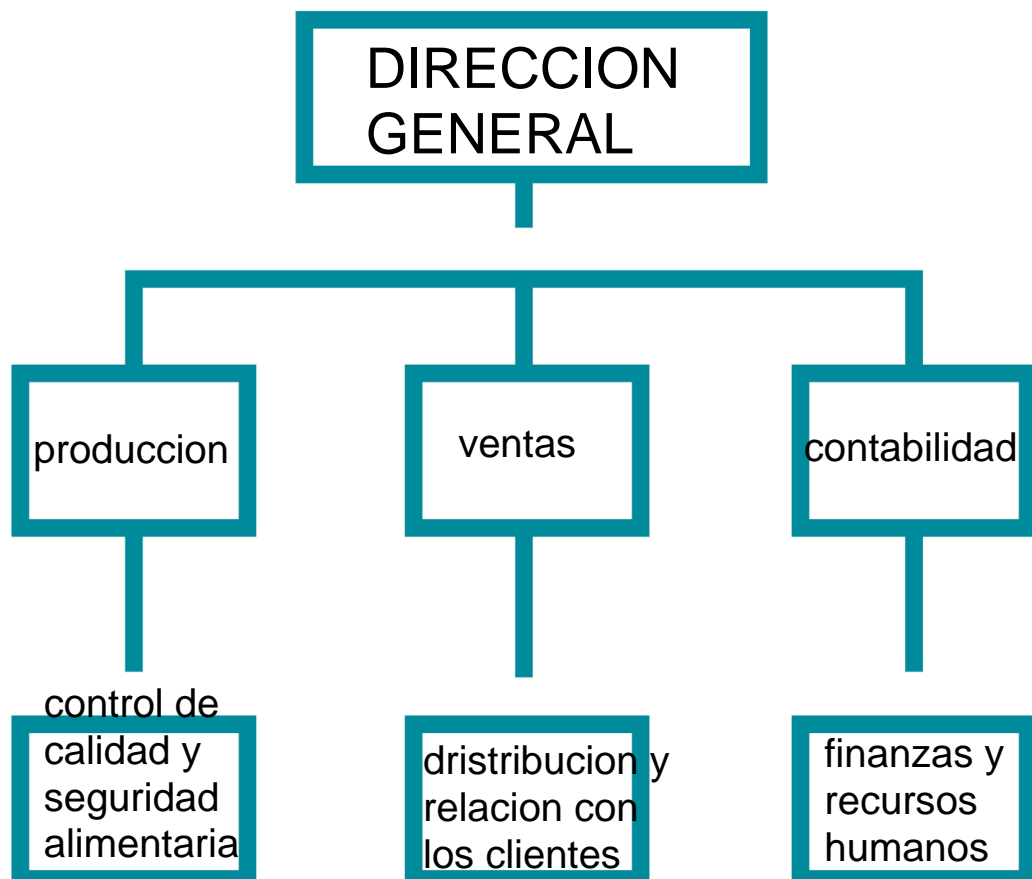 DIRECCION
GENERAL
produccion
ventas
contabilidad
control de
calidad y
seguridad
alimentaria
dristribucion y
relacion con
los clientes
finanzas y
recursos
humanos